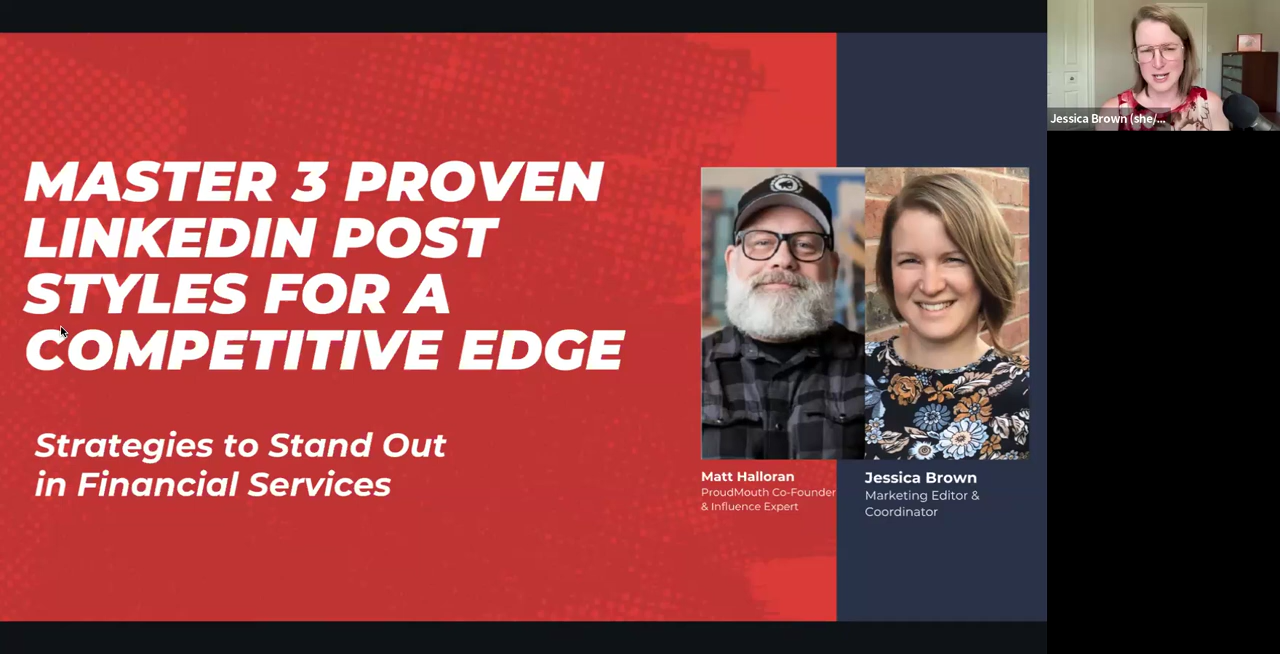 MASTER 3 PROVEN
LINKEDIN POST
STYLES FOR A
COMPETITIVE EDGE
Strategies to Stand Out
in Financial Services
Matt Halloran
ProudMouth Co-Founder
& Influence Expert
Jessica Brown
Marketing Editor &
Coordinator
Jessica Brown (she/...